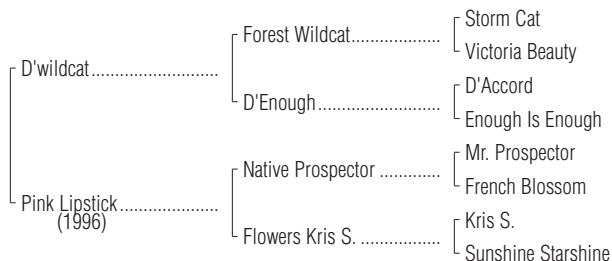 Storm Cat
Forest Wildcat
Victoria Beauty
D'wildcat
D'Accord
D'Enough
Enough Is Enough
Mr. Prospector
Native Prospector
French Blossom
Pink Lipstick
(1996)
Kris S.
Flowers Kris S.
Sunshine Starshine